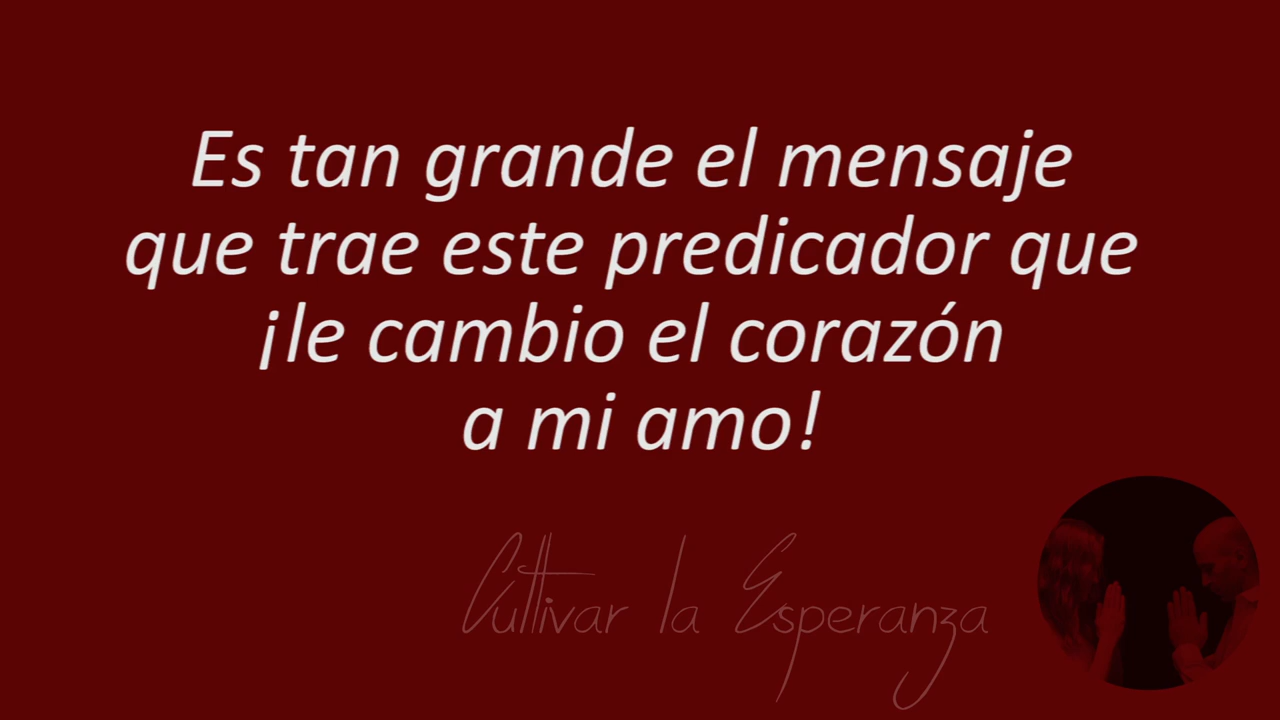 Es tan grande el mensaje
que trae este predicador que
¡le cambio el corazón
a mi amo!
Cultivar la Esperanza